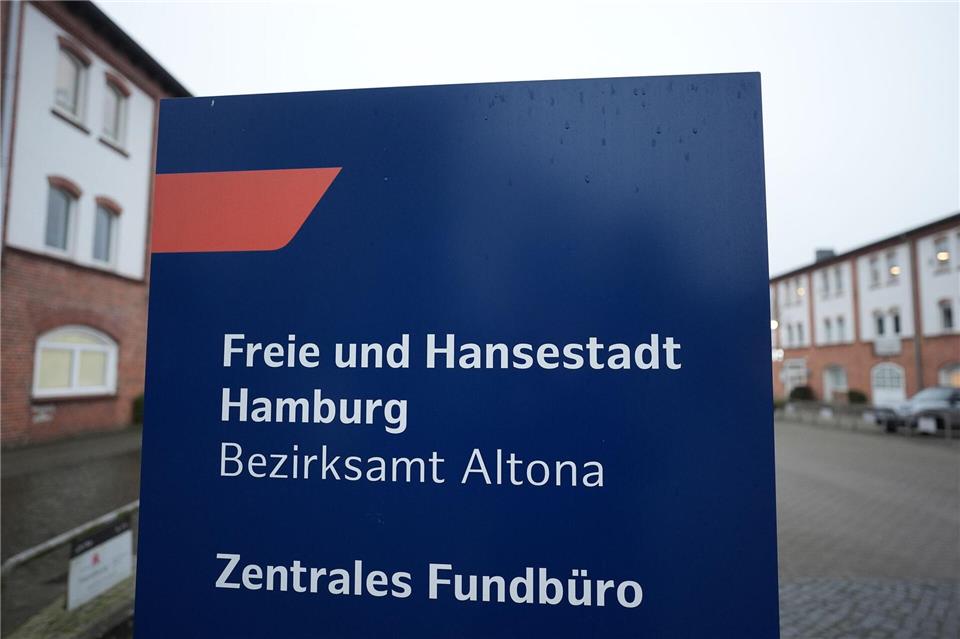 Freie und Hansestadt
Hamburg
Bezirksamt Altona
Zentrales Fundbüro